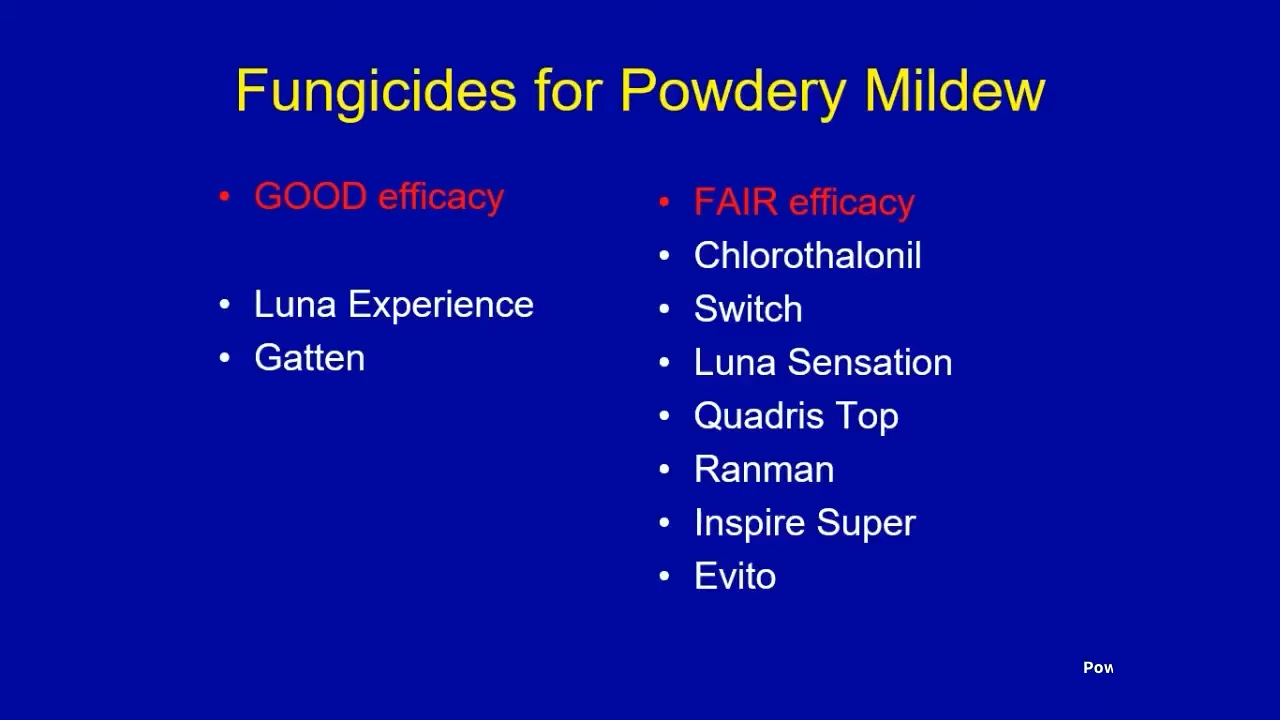 Fungicides for Powdery Mildew
• GOOD efficacy
• Luna Experience
• Gatten
• FAIR efficacy
• Chlorothalonil
• Switch
• Luna Sensation
• Quadris Top
• Ranman
• Inspire Super
• Evito
Pow